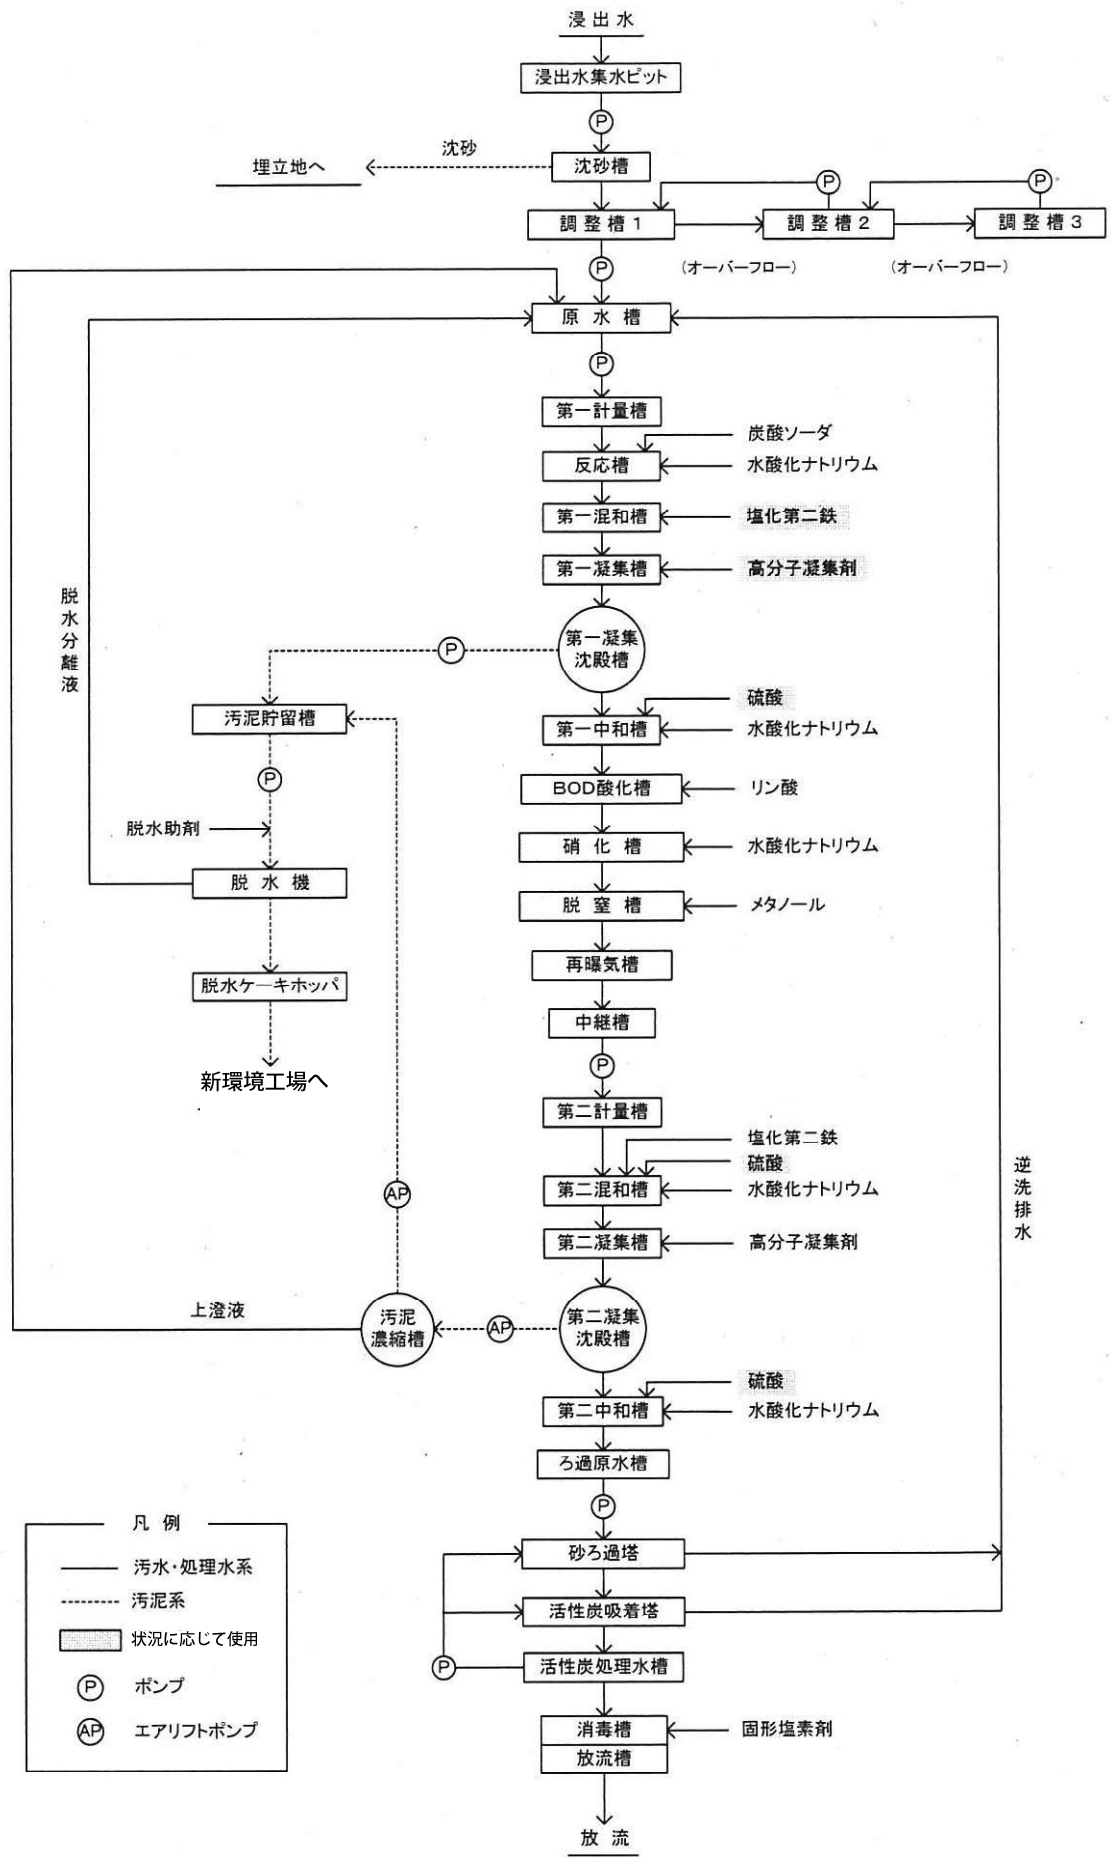 浸出水
浸出水集水ピット
P
沈砂
埋立地へ
沈砂槽
P
P
調整槽1
調整槽2
調整槽3
P
(オーバーフロー)
(オーバーフロー)
原水槽
P
第一計量槽
炭酸ソーダ
反応槽
水酸化ナトリウム
第一混和槽
塩化第二鉄
第一凝集槽
高分子凝集剤
脱水分離液
第一凝集
沈殿槽
P
硫酸
汚泥貯留槽
第一中和槽
水酸化ナトリウム
P
BOD酸化槽
リン酸
脱水助剤
硝化槽
水酸化ナトリウム
脱水機
脱窒槽
メタノール
再曝気槽
脱水ケーキホッパ
中継槽
新環境工場へ
P
第二計量槽
塩化第二鉄
硫酸
第二混和槽
水酸化ナトリウム
AP
逆洗排水
第二凝集槽
高分子凝集剤
上澄液
汚泥
濃縮槽
AP
第二凝集
沈殿槽
硫酸
第二中和槽
水酸化ナトリウム
ろ過原水槽
P
砂ろ過塔
活性炭吸着塔
P
活性炭処理水槽
消毒槽
固形塩素剤
放流槽
放流
凡例
汚水・処理水系
汚泥系
状況に応じて使用
P
ポンプ
AP
エアリフトポンプ